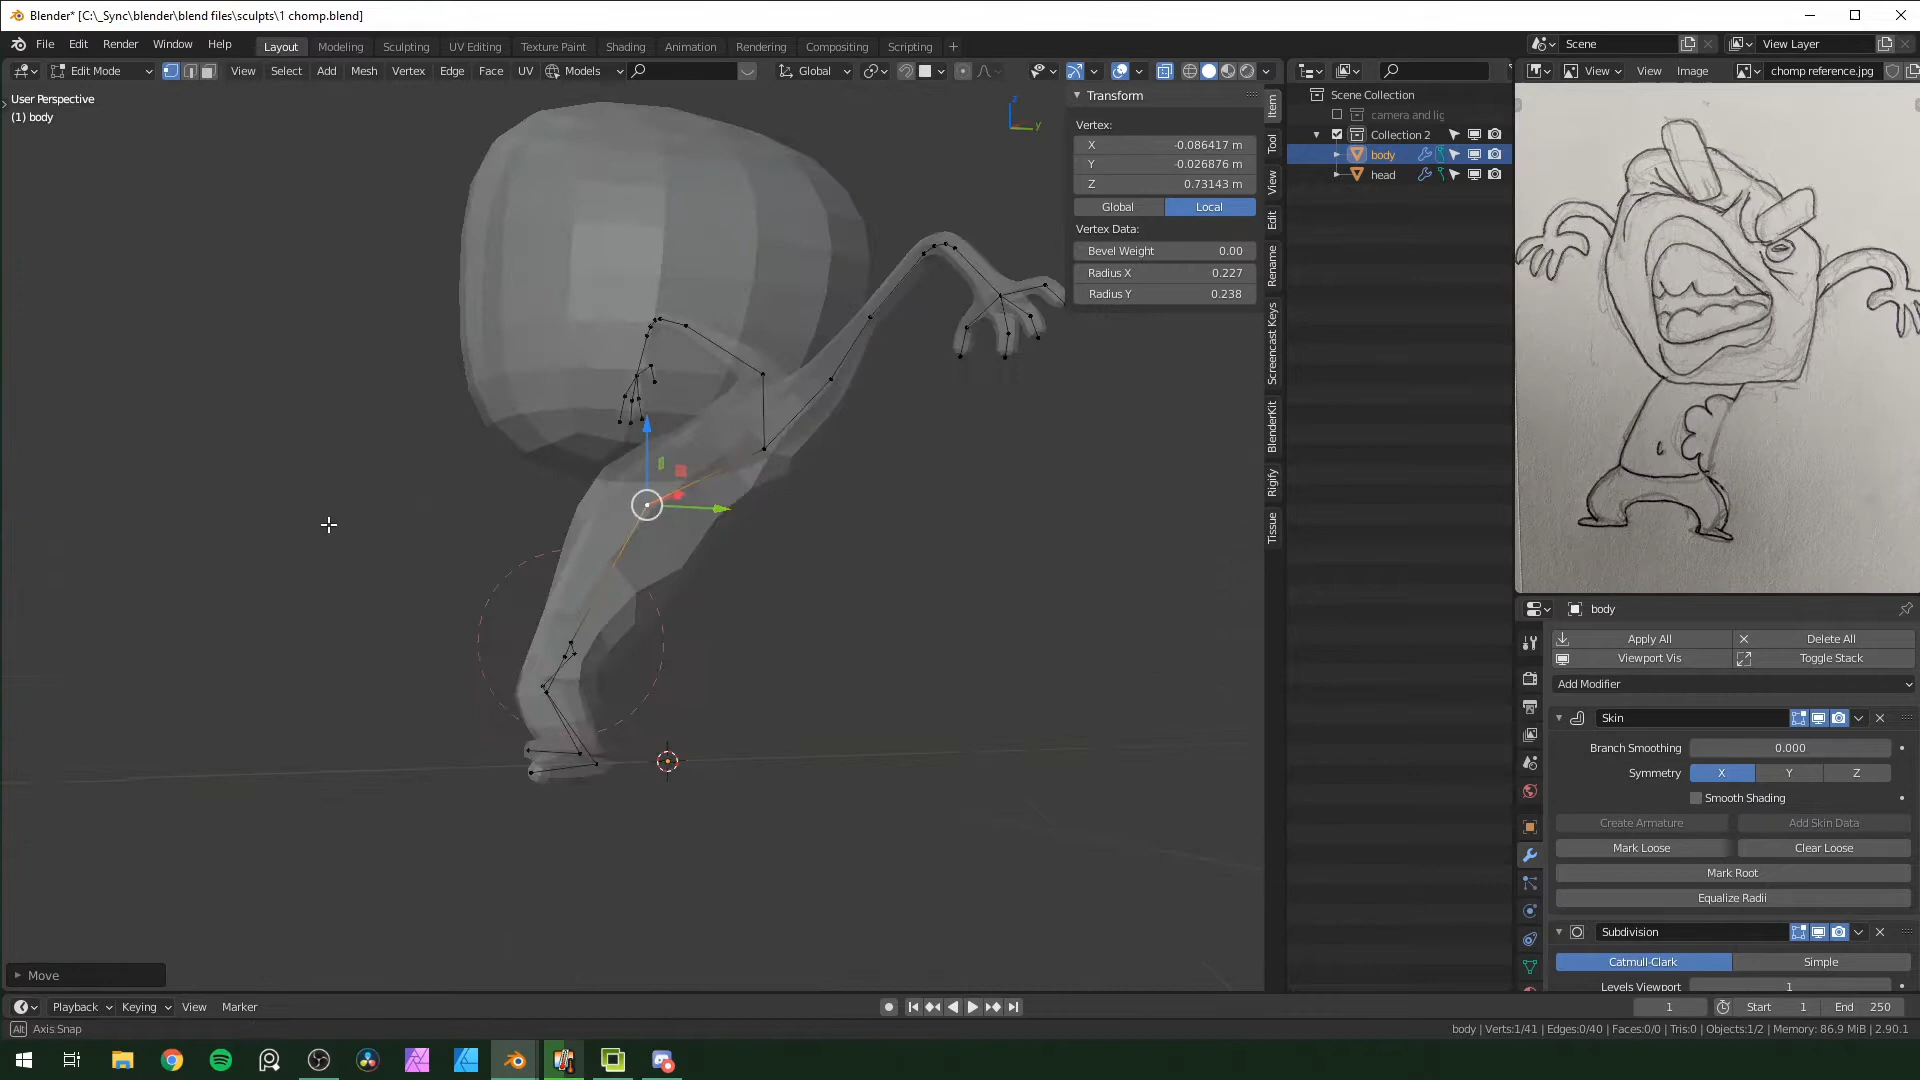 Blender* [C:\_Sync\blender\blend files\sculpts\1 chomp.blend]
File Edit Render Window Help
Layout Modeling Sculpting UV Editing Texture Paint Shading Animation Rendering Compositing Scripting +
Scene
View Layer
Edit Mode View Select Add Mesh Vertex Edge Face UV Models Global
View View Image chomp reference.jpg
User Perspective
(1) body
z
y
Transform
Vertex:
X -0.086417 m
Y -0.026876 m
Z 0.73143 m
Global Local
Vertex Data:
Bevel Weight 0.00
Radius X 0.227
Radius Y 0.238
Item
Tool
View
Edit
Rename
Screencast Keys
BlenderKit
Rigify
Tissue
Scene Collection
camera and lig
Collection 2
body
head
body
Apply All Delete All
Viewport Vis Toggle Stack
Add Modifier
Skin
Branch Smoothing 0.000
Symmetry X Y Z
Smooth Shading
Create Armature Add Skin Data
Mark Loose Clear Loose
Mark Root
Equalize Radii
Subdivision
Catmull-Clark Simple
Levels Viewport 1
Move
Playback Keying View Marker
1 Start 1 End 250
Alt Axis Snap
body | Verts:1/41 | Edges:0/40 | Faces:0/0 | Tris:0 | Objects:1/2 | Memory: 86.9 MiB | 2.90.1